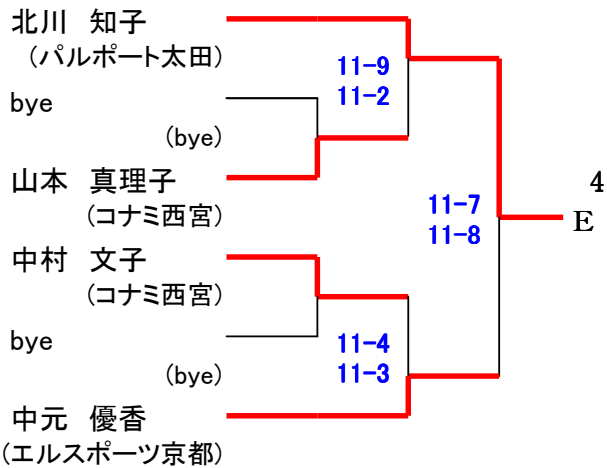 北川 知子
(パルポート太田)
11-9
11-2
bye
(bye)
山本 真理子
(コナミ西宮)
4
11-7
11-8
E
中村 文子
(コナミ西宮)
bye
(bye)
11-4
11-3
中元 優香
(エルスポーツ京都)